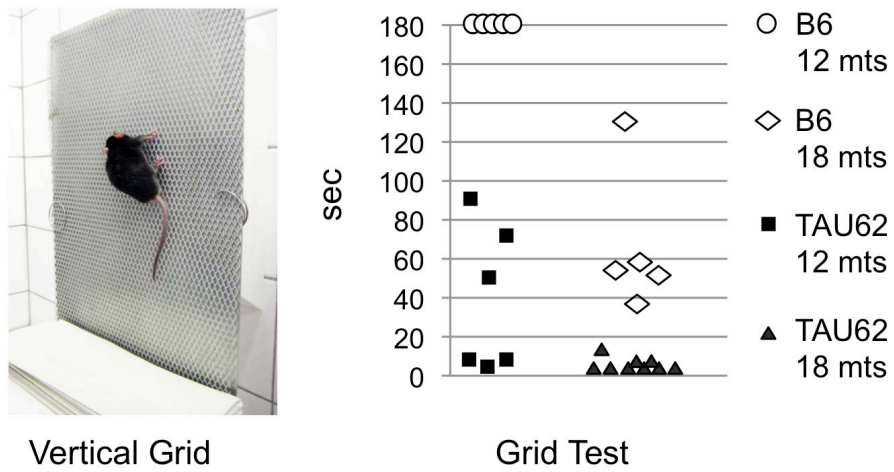 180
160
140
120
100
80
60
40
20
0
sec
B6
12 mts
B6
18 mts
TAU62
12 mts
TAU62
18 mts
Vertical Grid
Grid Test